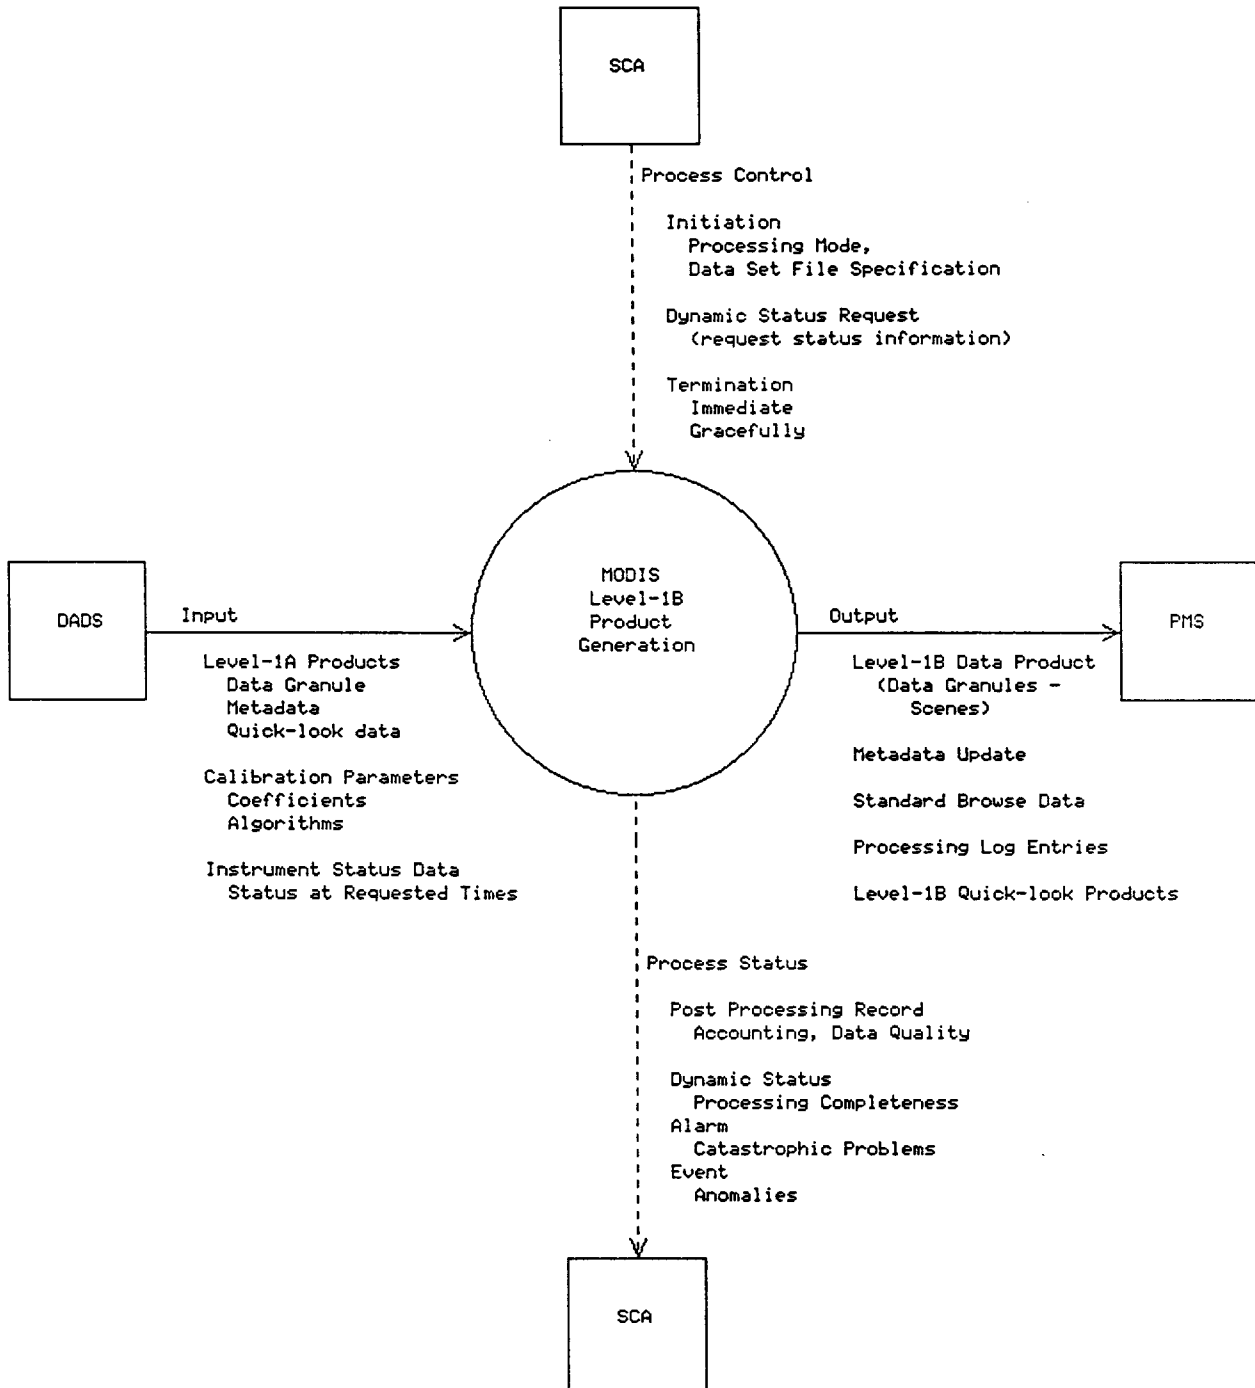 SCA
Process Control
Initiation
Processing Mode,
Data Set File Specification
Dynamic Status Request
(request status information)
Termination
Immediate
Gracefully
MODIS
Level-1B
Product
Generation
DADS
Input
Level-1A Products
Data Granule
Metadata
Quick-look data
Calibration Parameters
Coefficients
Algorithms
Instrument Status Data
Status at Requested Times
Output
PMS
Level-1B Data Product
(Data Granules -
Scenes)
Metadata Update
Standard Browse Data
Processing Log Entries
Level-1B Quick-look Products
Process Status
Post Processing Record
Accounting, Data Quality
Dynamic Status
Processing Completeness
Alarm
Catastrophic Problems
Event
Anomalies
SCA